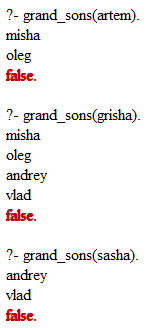 ?- grand_sons(artem).
misha
oleg
false.
?- grand_sons(grisha).
misha
oleg
andrey
vlad
false.
?- grand_sons(sasha).
andrey
vlad
false.